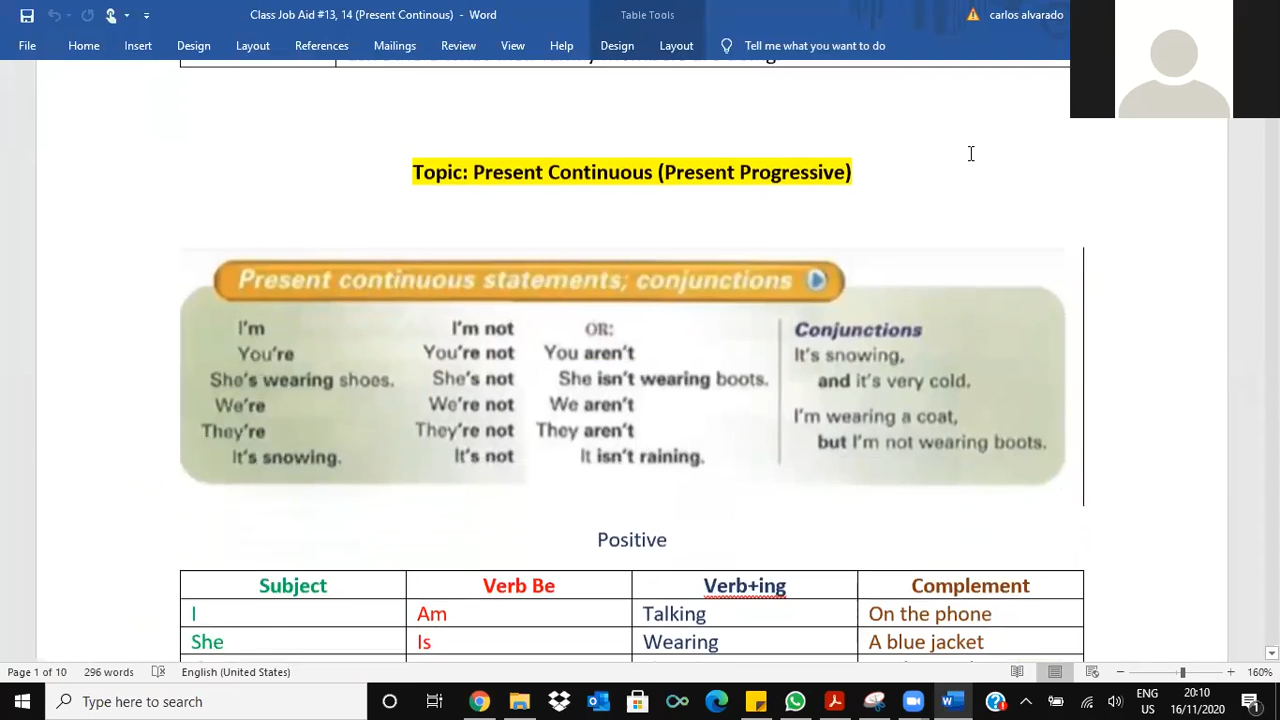 Class Job Aid #13, 14 (Present Continous) - Word
Table Tools
carlos alvarado
File Home Insert Design Layout References Mailings Review View Help Design Layout Tell me what you want to do
Topic: Present Continuous (Present Progressive)
Present continuous statements; conjunctions
I'm I'm not OR: Conjunctions
You're You're not You aren't It's snowing,
She's wearing shoes. She's not She isn't wearing boots. and it's very cold.
We're We're not We aren't I'm wearing a coat,
They're They're not They aren't but I'm not wearing boots.
It's snowing. It's not It isn't raining.
Positive
Subject Verb Be Verb+ing Complement
I Am Talking On the phone
She Is Wearing A blue jacket
Page 1 of 10 296 words English (United States) 160%
Type here to search
ENG 20:10
US 16/11/2020